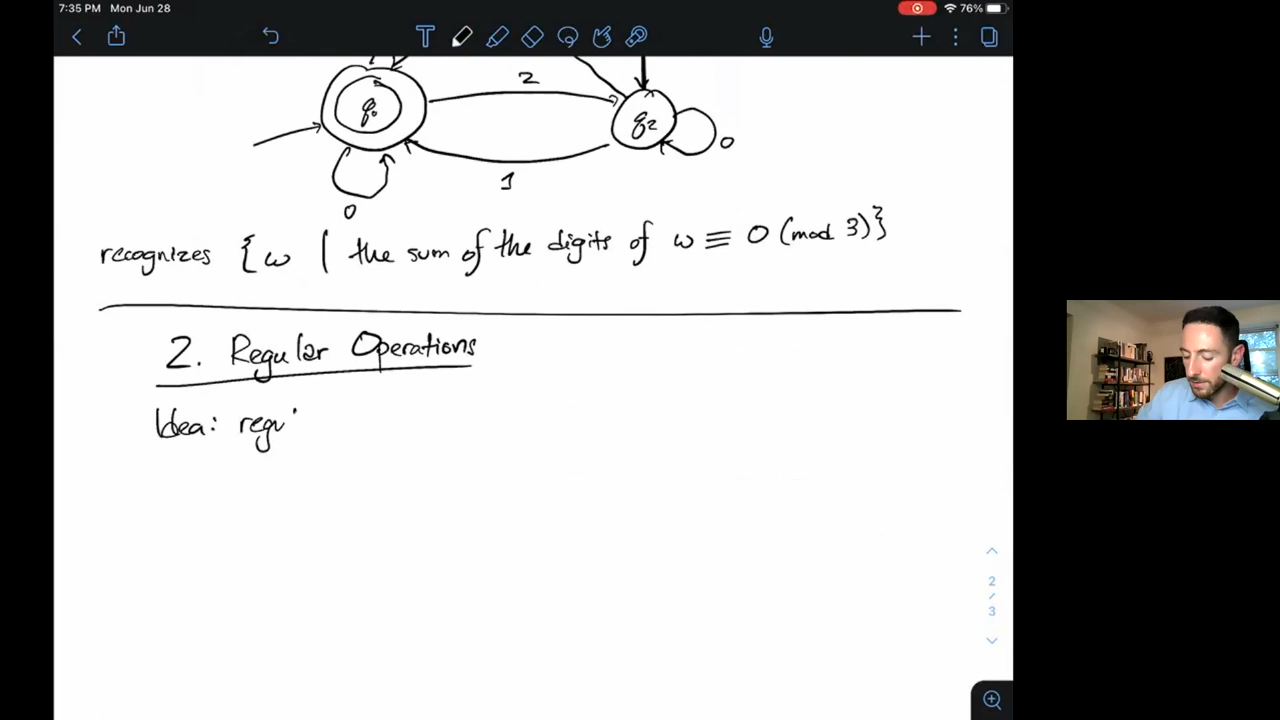 7:35 PM Mon Jun 28
76%
T
2
q0
q2
0
1
0
recognizes { w | the sum of the digits of w ≡ 0 (mod 3)}
2. Regular Operations
Idea: regu
2
/
3